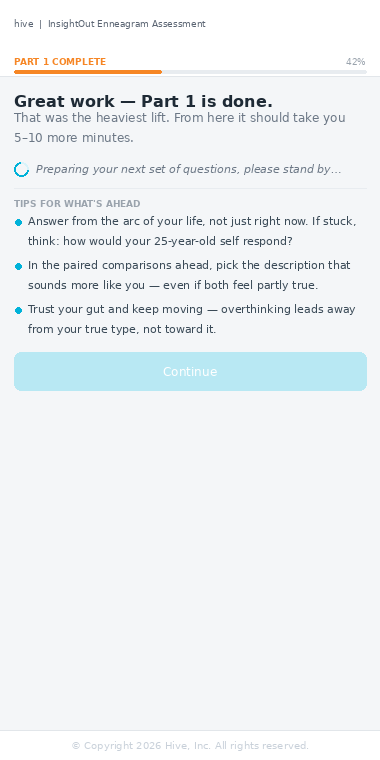 hive | InsightOut Enneagram Assessment
PART 1 COMPLETE
42%
Great work — Part 1 is done.
That was the heaviest lift. From here it should take you
5–10 more minutes.
Preparing your next set of questions, please stand by…
TIPS FOR WHAT'S AHEAD
Answer from the arc of your life, not just right now. If stuck,
think: how would your 25-year-old self respond?
In the paired comparisons ahead, pick the description that
sounds more like you — even if both feel partly true.
Trust your gut and keep moving — overthinking leads away
from your true type, not toward it.
Continue
© Copyright 2026 Hive, Inc. All rights reserved.